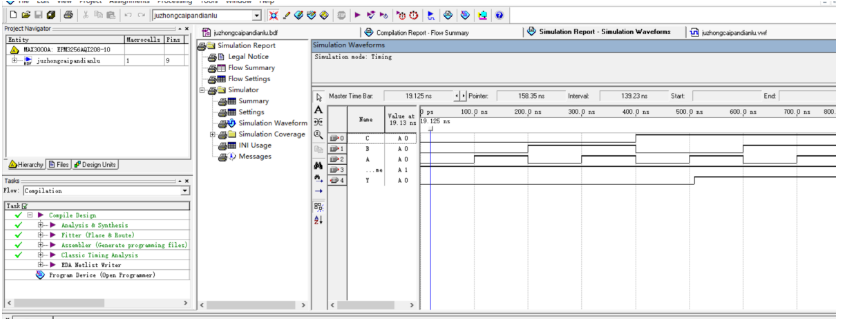 File Edit View Project Assignments Processing Tools Window Help
juzhongcaipandianlu
Project Navigator
Entity Macrocells Pins
MAX3000A: EPM3256AQI208-10
juzhongcaipandianlu 1 9
Hierarchy Files Design Units
Tasks
Flow: Compilation
Task
Compile Design
Analysis & Synthesis
Fitter (Place & Route)
Assembler (Generate programming files)
Classic Timing Analysis
EDA Netlist Writer
Program Device (Open Programmer)
juzhongcaipandianlu.bdf
Compilation Report - Flow Summary
Simulation Report - Simulation Waveforms
juzhongcaipandianlu.vwf
Simulation Report
Legal Notice
Flow Summary
Flow Settings
Simulator
Summary
Settings
Simulation Waveform
Simulation Coverage
INI Usage
Messages
Simulation Waveforms
Simulation mode: Timing
Master Time Bar: 19.125 ns Pointer: 158.35 ns Interval: 139.23 ns Start: End:
Name Value at 19.13 ns
0 ps 100.0 ns 200.0 ns 300.0 ns 400.0 ns 500.0 ns 600.0 ns 700.0 ns 800.
19.125 ns
0 C A 0
1 B A 0
2 A A 0
3 ...me A 1
4 Y A 0